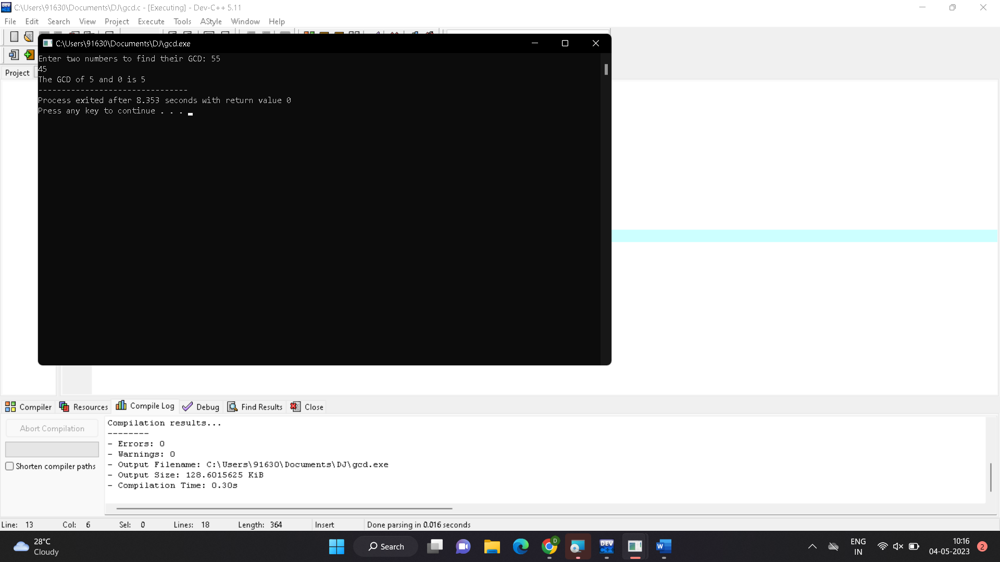 C:\Users\91630\Documents\DJ\gcd.c - [Executing] - Dev-C++ 5.11
File Edit Search View Project Execute Tools AStyle Window Help
C:\Users\91630\Documents\DJ\gcd.exe
Enter two numbers to find their GCD: 55
45
The GCD of 5 and 0 is 5
--------------------------------
Process exited after 8.353 seconds with return value 0
Press any key to continue . . .
Project
Compiler Resources Compile Log Debug Find Results Close
Abort Compilation
Shorten compiler paths
Compilation results...
--------
- Errors: 0
- Warnings: 0
- Output Filename: C:\Users\91630\Documents\DJ\gcd.exe
- Output Size: 128.6015625 KiB
- Compilation Time: 0.30s
Line: 13 Col: 6 Sel: 0 Lines: 18 Length: 364 Insert Done parsing in 0.016 seconds
28°C
Cloudy
Search
D
DEV
C++
W
ENG
IN
10:16
04-05-2023
2